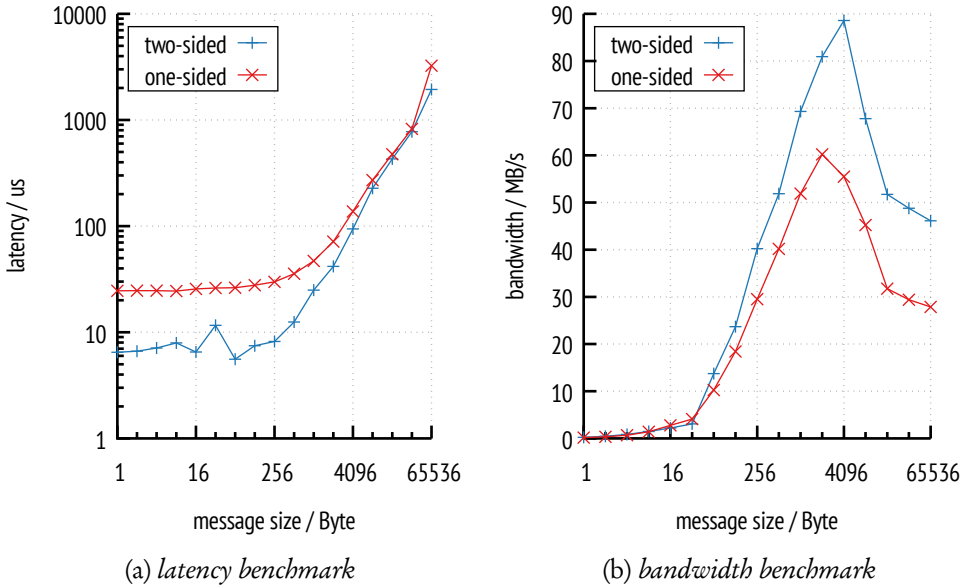 10000
1000
100
10
1
latency / us
two-sided
one-sided
1 16 256 4096 65536
message size / Byte
(a) latency benchmark
90
80
70
60
50
40
30
20
10
0
bandwidth / MB/s
two-sided
one-sided
1 16 256 4096 65536
message size / Byte
(b) bandwidth benchmark